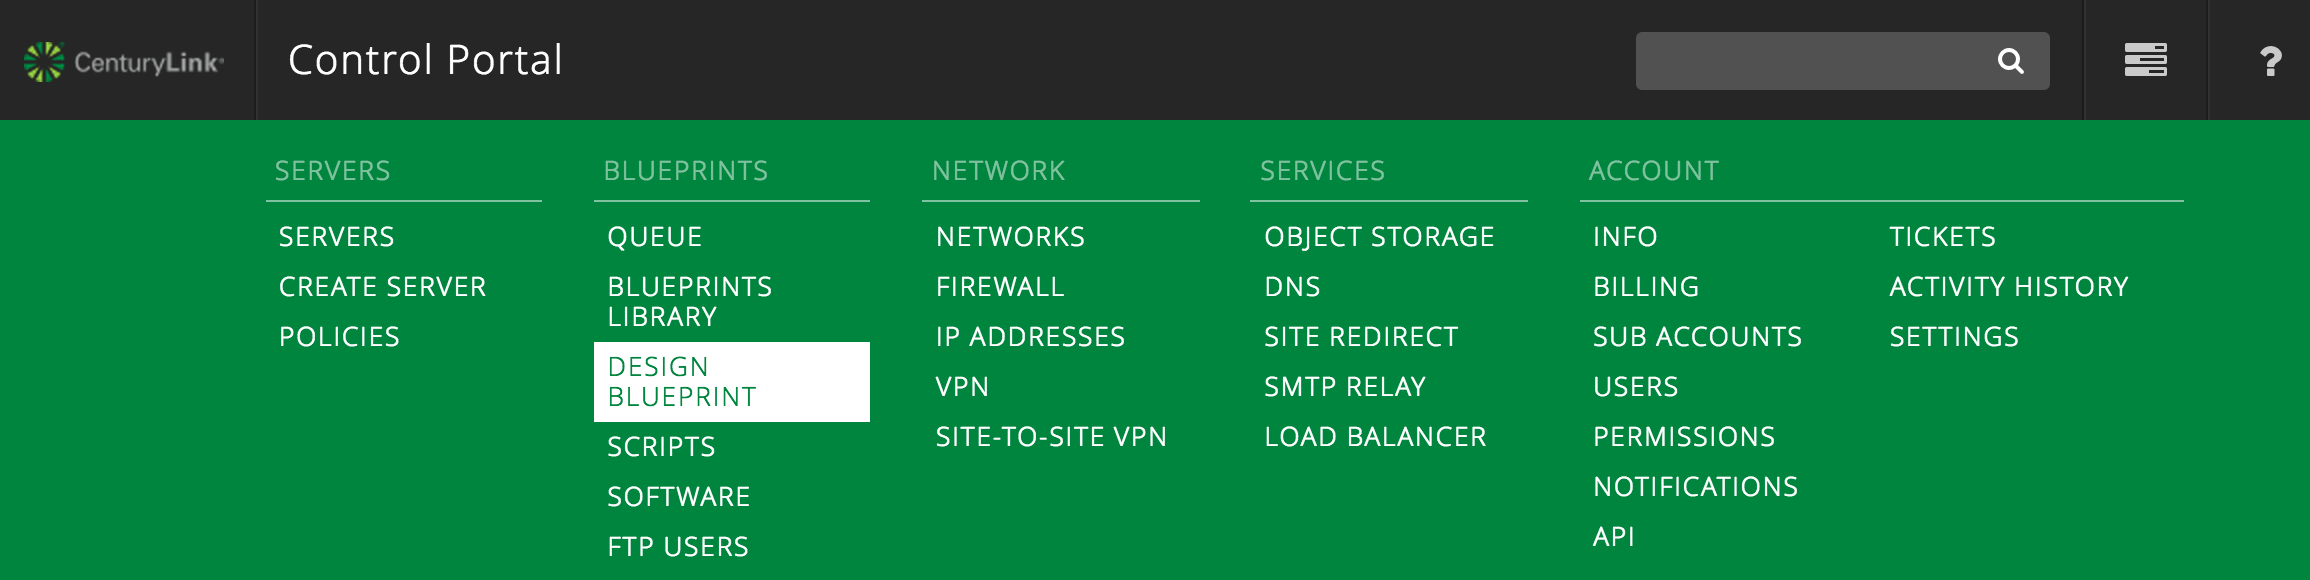 CenturyLink®
Control Portal
?
SERVERS
SERVERS
CREATE SERVER
POLICIES
BLUEPRINTS
QUEUE
BLUEPRINTS
LIBRARY
DESIGN
BLUEPRINT
SCRIPTS
SOFTWARE
FTP USERS
NETWORK
NETWORKS
FIREWALL
IP ADDRESSES
VPN
SITE-TO-SITE VPN
SERVICES
OBJECT STORAGE
DNS
SITE REDIRECT
SMTP RELAY
LOAD BALANCER
ACCOUNT
INFO
BILLING
SUB ACCOUNTS
USERS
PERMISSIONS
NOTIFICATIONS
API
TICKETS
ACTIVITY HISTORY
SETTINGS